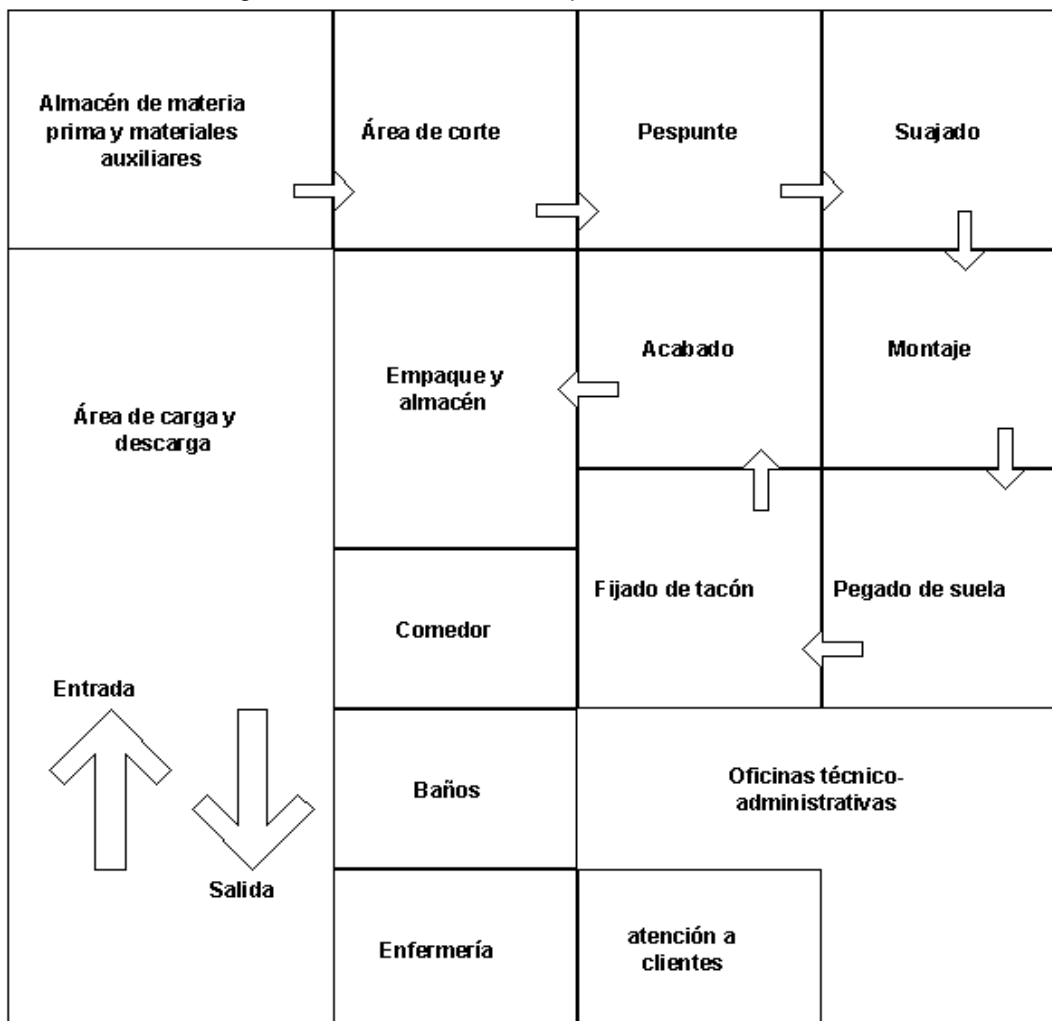 Almacén de materia
prima y materiales
auxiliares
Área de corte
Pespunte
Suajado
Área de carga y
descarga
Empaque y
almacén
Acabado
Montaje
Comedor
Fijado de tacón
Pegado de suela
Entrada
Salida
Baños
Oficinas técnico-
administrativas
Enfermería
atención a
clientes